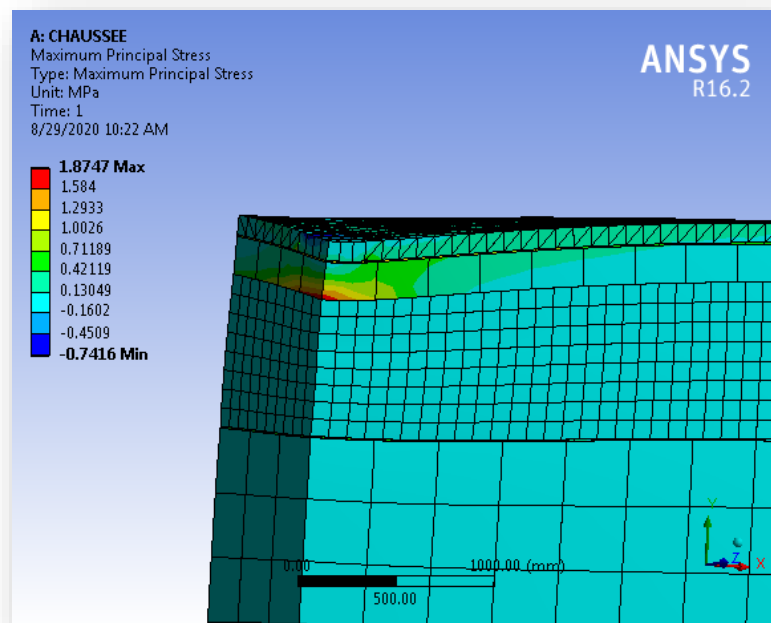 A: CHAUSSEE
Maximum Principal Stress
Type: Maximum Principal Stress
Unit: MPa
Time: 1
8/29/2020 10:22 AM
ANSYS
R16.2
1.8747 Max
1.584
1.2933
1.0026
0.71189
0.42119
0.13049
-0.1602
-0.4509
-0.7416 Min
0.00
1000.00 (mm)
500.00
Y
Z
X